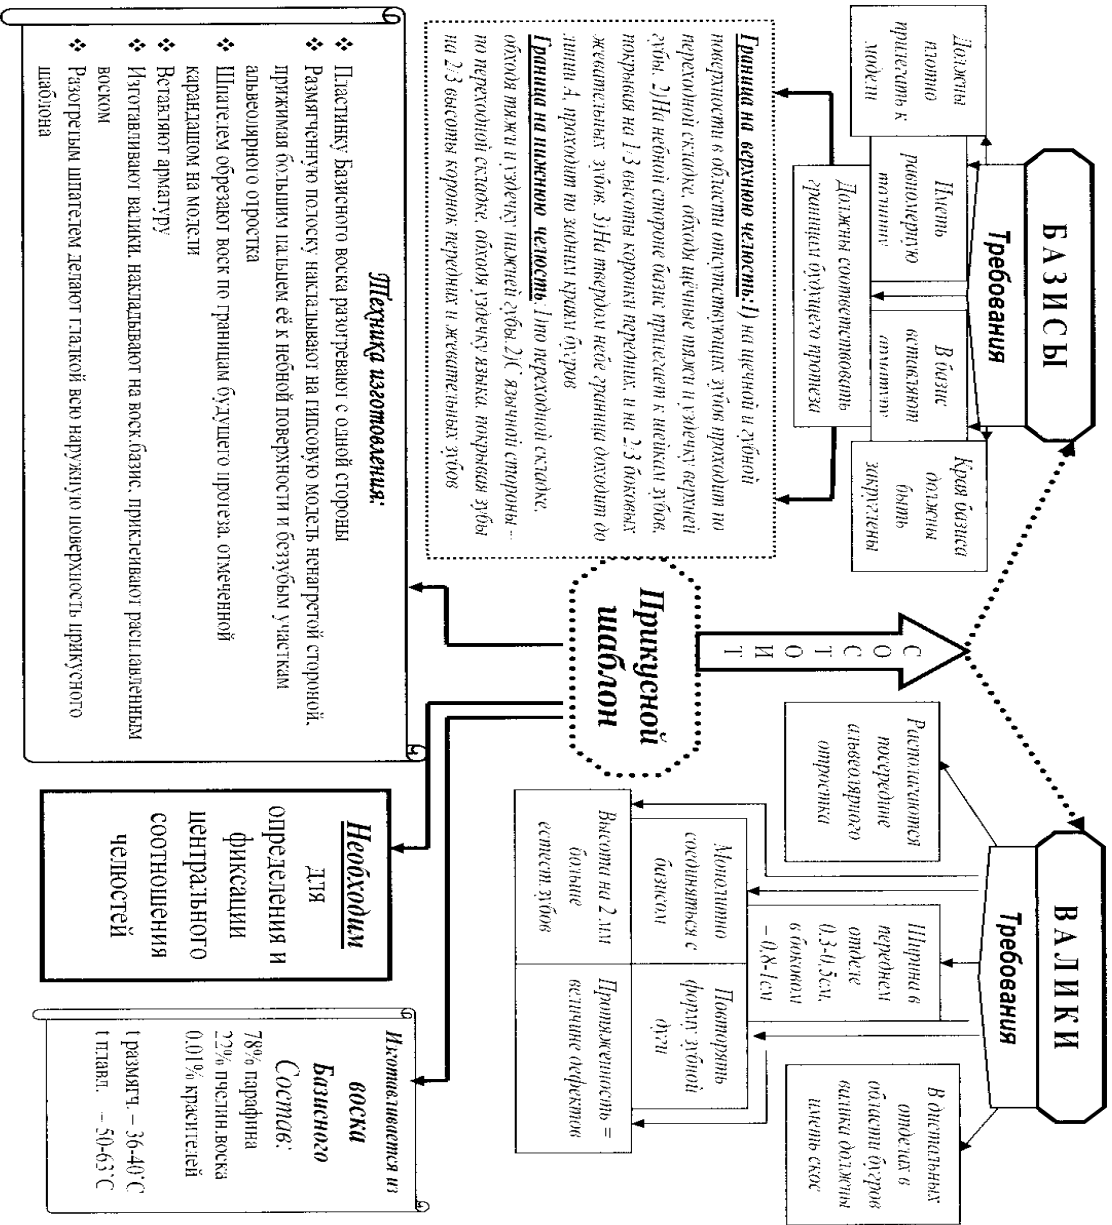 БАЗИСЫ
Требования
Должны
плотно
прилегать к
модели
Иметь
равномерную
толщину
В базис
вставляют
арматуру
Края базиса
должны
быть
закруглены
Должны соответствовать
границам будущего протеза
Граница на верхнюю челюсть:1) на щечной и губной
поверхности в области отсутствующих зубов проходит по
переходной складке, обходя щёчные тяжи и уздечку верхней
губы. 2)На небной стороне базис прилегает к шейкам зубов,
покрывая на 1/3 высоты коронки передних, и на 2/3 боковых
жевательных зубов. 3)На твердом небе граница доходит до
линии А, проходит по задним краям бугров
Граница на нижнюю челюсть:1)по переходной складке,
обходя тяжи и уздечку нижней губы.2)С язычной стороны –
по переходной складке, обходя уздечку языка, покрывая зубы
на 2/3 высоты коронок передних и жевательных зубов
ВАЛИКИ
Требования
Располагаются
посередине
альвеолярного
отростка
Ширина в
переднем
отделе
0,3-0,5см,
в боковом
– 0,8-1см
В дистальных
отделах в
области бугров
валика должны
иметь скос
Монолитно
соединяться с
базисом
Повторять
форму зубной
дуги
Высота на 2 мм
больше
естест. зубов
Протяженность =
величине дефектов
СОСТОИТ
Прикусной
шаблон
Техника изготовления:
❖ Пластинку Базисного воска разогревают с одной стороны
❖ Размягченную полоску накладывают на гипсовую модель ненагретой стороной,
прижимая большим пальцем её к небной поверхности и беззубым участкам
альвеолярного отростка
❖ Шпателем обрезают воск по границам будущего протеза, отмеченной
карандашом на модели
❖ Вставляют арматуру
❖ Изготавливают валики, накладывают на воск.базис, приклеивают расплавленным
воском
❖ Разогретым шпателем делают гладкой всю наружную поверхность прикусного
шаблона
Необходим
для
определения и
фиксации
центрального
соотношения
челюстей
Изготавливается из
воска
Базисного
Состав:
78% парафина
22% пчелин.воска
0.01% красителей
t размягч. – 36-40°С
t плавл. – 50-63°С